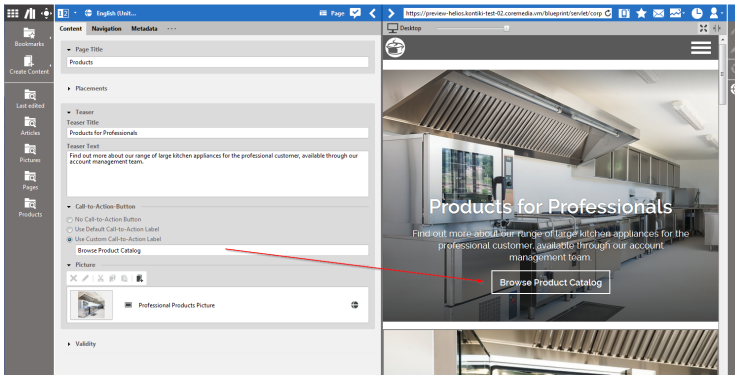 English (Unit...
Page
https://preview-helios.kontiki-test-02.coremedia.vm/blueprint/servlet/corp
Bookmarks
Create Content
Last edited
Articles
Pictures
Pages
Products
Content Navigation Metadata ...
Page Title
Products
Placements
Teaser
Teaser Title
Products for Professionals
Teaser Text
Find out more about our range of large kitchen appliances for the professional customer, available through our
account management team.
Call-to-Action-Button
No Call-to-Action Button
Use Default Call-to-Action Label
Use Custom Call-to-Action Label
Browse Product Catalog
Picture
Professional Products Picture
Validity
Desktop
Products for Professionals
Find out more about our range of large kitchen appliances for the
professional customer, available through our account
management team.
Browse Product Catalog